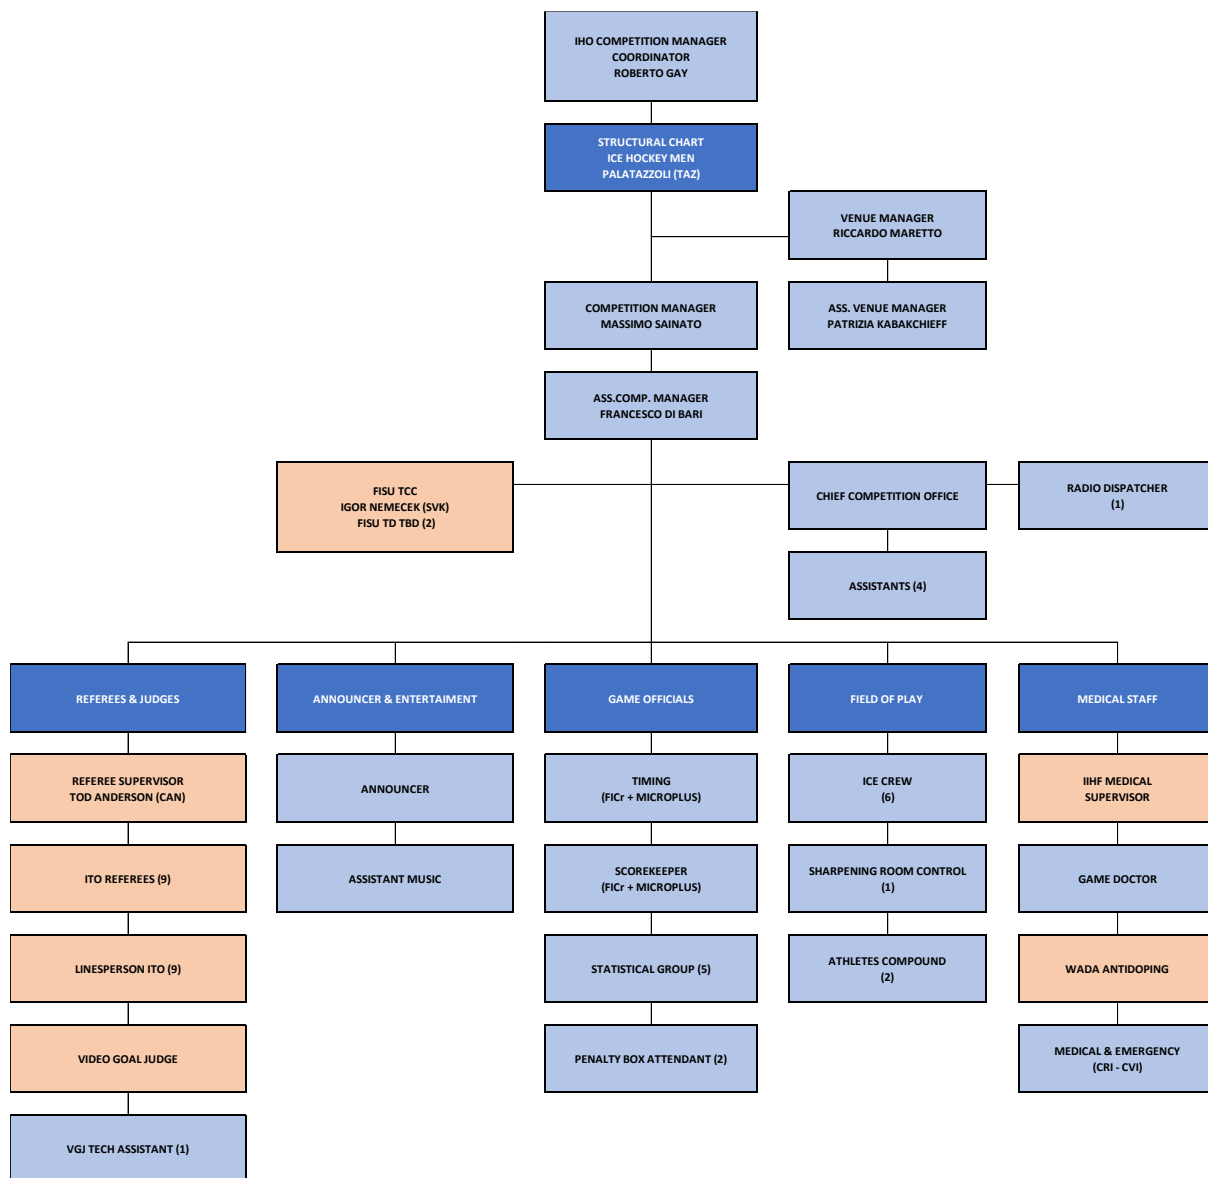 IHO COMPETITION MANAGER
COORDINATOR
ROBERTO GAY
STRUCTURAL CHART
ICE HOCKEY MEN
PALATAZZOLI (TAZ)
VENUE MANAGER
RICCARDO MARETTO
COMPETITION MANAGER
MASSIMO SAINATO
ASS. VENUE MANAGER
PATRIZIA KABAKCHIEFF
ASS.COMP. MANAGER
FRANCESCO DI BARI
FISU TCC
IGOR NEMECEK (SVK)
FISU TD TBD (2)
CHIEF COMPETITION OFFICE
RADIO DISPATCHER
(1)
ASSISTANTS (4)
REFEREES & JUDGES
ANNOUNCER & ENTERTAIMENT
GAME OFFICIALS
FIELD OF PLAY
MEDICAL STAFF
REFEREE SUPERVISOR
TOD ANDERSON (CAN)
ANNOUNCER
TIMING
(FICr + MICROPLUS)
ICE CREW
(6)
IIHF MEDICAL
SUPERVISOR
ITO REFEREES (9)
ASSISTANT MUSIC
SCOREKEEPER
(FICr + MICROPLUS)
SHARPENING ROOM CONTROL
(1)
GAME DOCTOR
LINESPERSON ITO (9)
STATISTICAL GROUP (5)
ATHLETES COMPOUND
(2)
WADA ANTIDOPING
VIDEO GOAL JUDGE
PENALTY BOX ATTENDANT (2)
MEDICAL & EMERGENCY
(CRI - CVI)
VGJ TECH ASSISTANT (1)